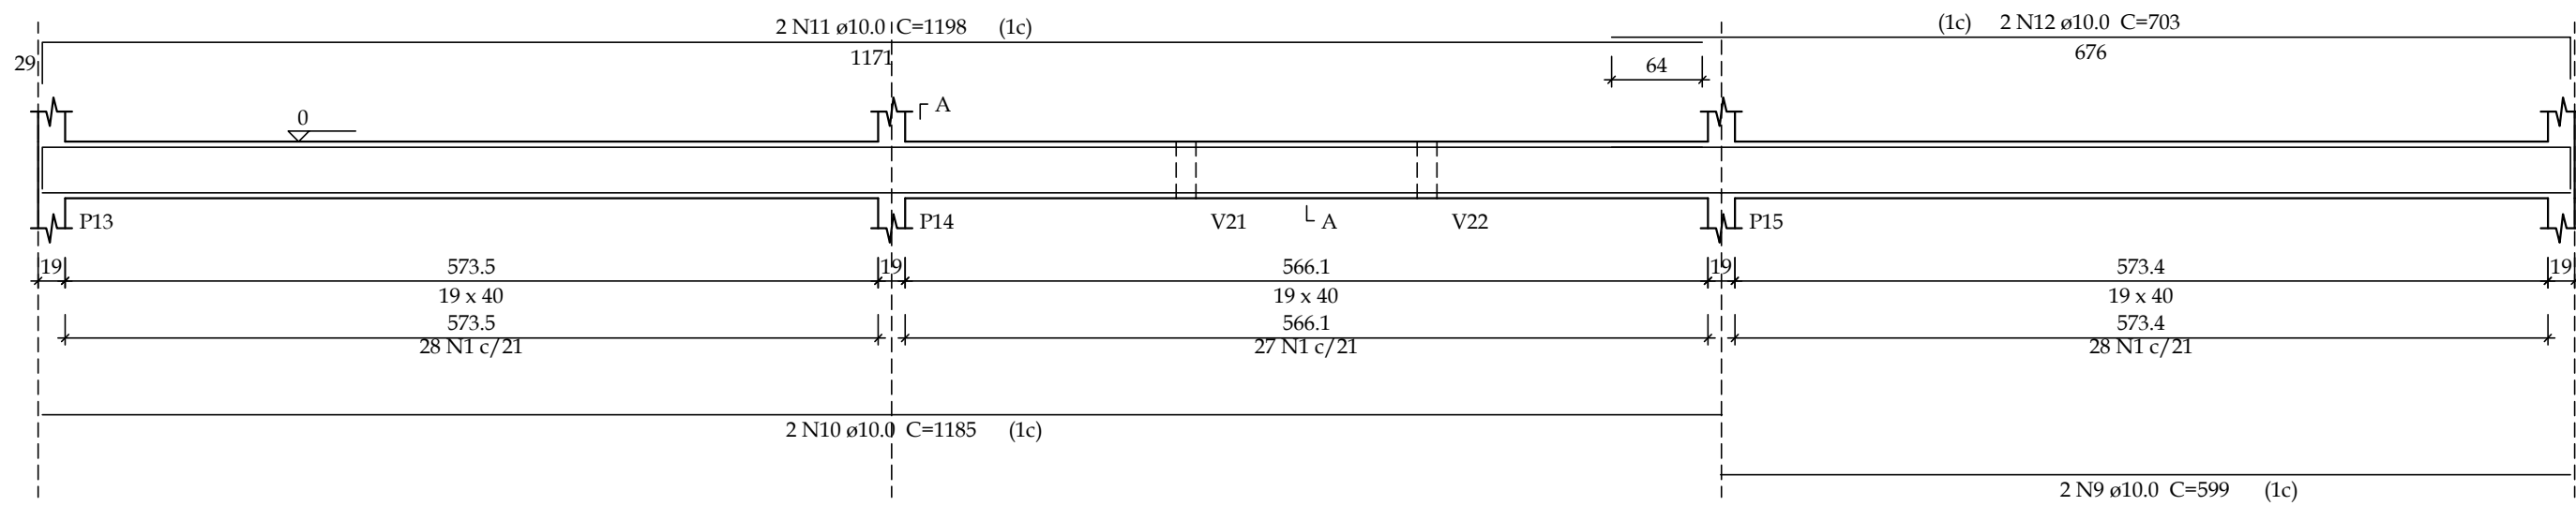 2 N11 ø10.0 C=1198 (1c)
(1c) 2 N12 ø10.0 C=703
29
1171
64
676
A
0
P13
P14
V21
A
V22
P15
19
573.5
19
566.1
19
573.4
19
19 x 40
19 x 40
19 x 40
573.5
566.1
573.4
28 N1 c/21
27 N1 c/21
28 N1 c/21
2 N10 ø10.0 C=1185 (1c)
2 N9 ø10.0 C=599 (1c)